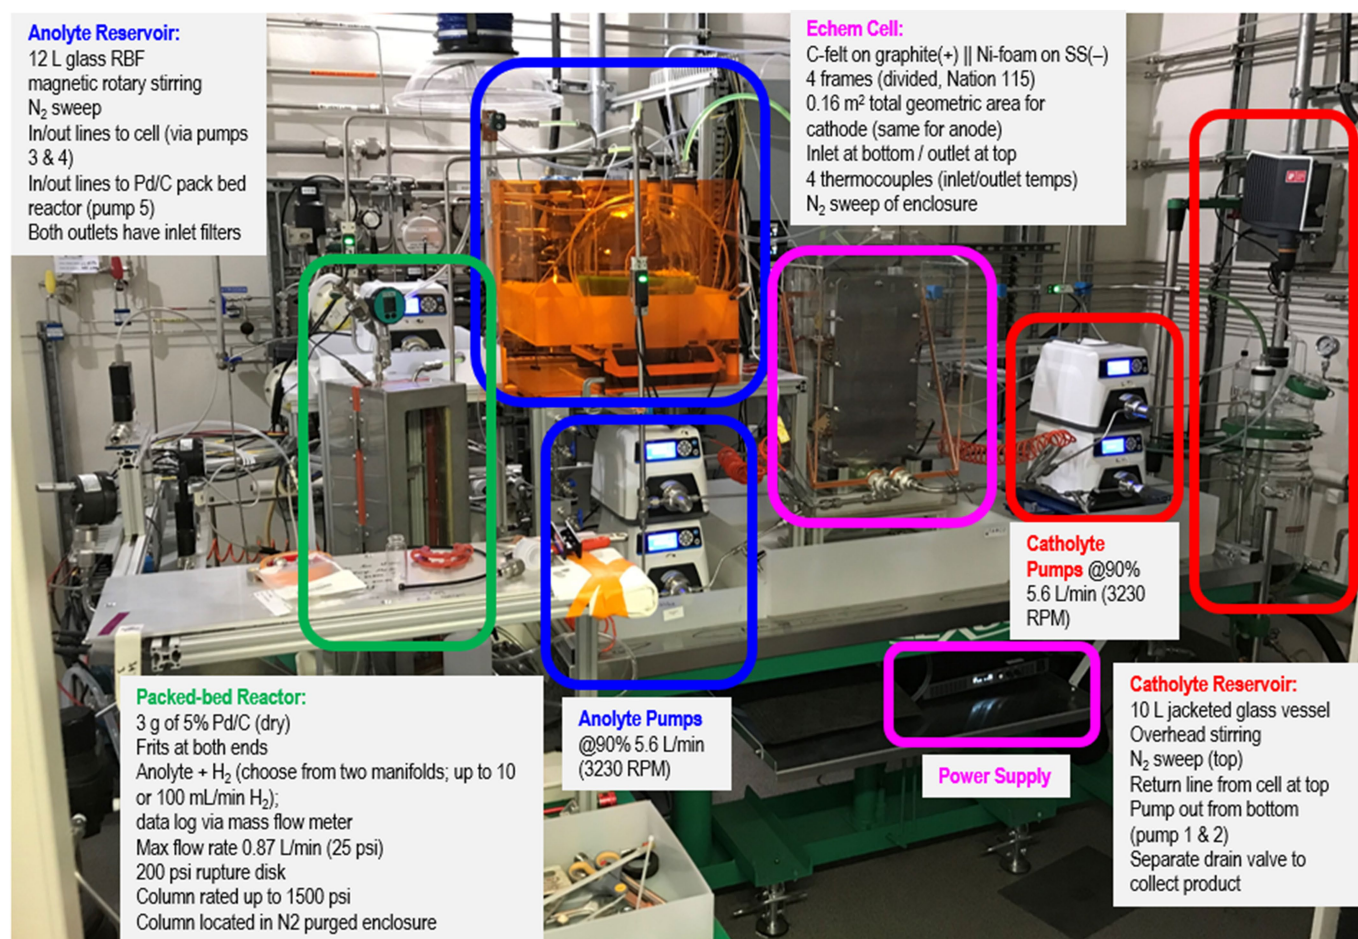 Anolyte Reservoir:
12 L glass RBF
magnetic rotary stirring
N₂ sweep
In/out lines to cell (via pumps
3 & 4)
In/out lines to Pd/C pack bed
reactor (pump 5)
Both outlets have inlet filters
Echem Cell:
C-felt on graphite(+) || Ni-foam on SS(–)
4 frames (divided, Nation 115)
0.16 m² total geometric area for
cathode (same for anode)
Inlet at bottom / outlet at top
4 thermocouples (inlet/outlet temps)
N₂ sweep of enclosure
Catholyte
Pumps @90%
5.6 L/min (3230
RPM)
Packed-bed Reactor:
3 g of 5% Pd/C (dry)
Frits at both ends
Anolyte + H₂ (choose from two manifolds; up to 10
or 100 mL/min H₂);
data log via mass flow meter
Max flow rate 0.87 L/min (25 psi)
200 psi rupture disk
Column rated up to 1500 psi
Column located in N2 purged enclosure
Anolyte Pumps
@90% 5.6 L/min
(3230 RPM)
Power Supply
Catholyte Reservoir:
10 L jacketed glass vessel
Overhead stirring
N₂ sweep (top)
Return line from cell at top
Pump out from bottom
(pump 1 & 2)
Separate drain valve to
collect product